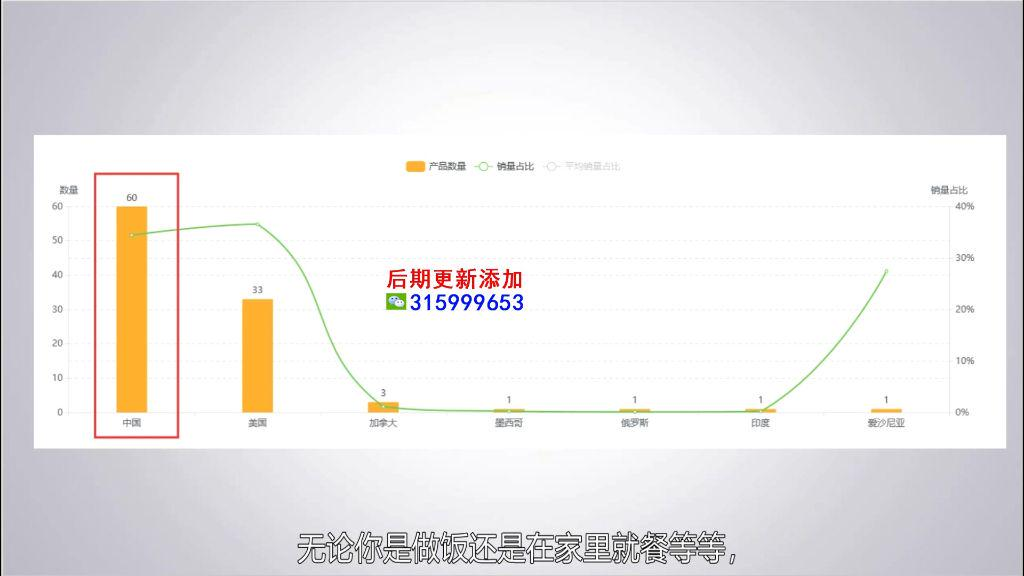 产品数量 销量占比 平均销量占比
数量 销量占比
60 40%
60
50
40 30%
33
30 20%
20
10 10%
3 1 1 1 1
0 0%
中国 美国 加拿大 墨西哥 俄罗斯 印度 爱沙尼亚
后期更新添加
315999653
无论你是做饭还是在家里就餐等等，